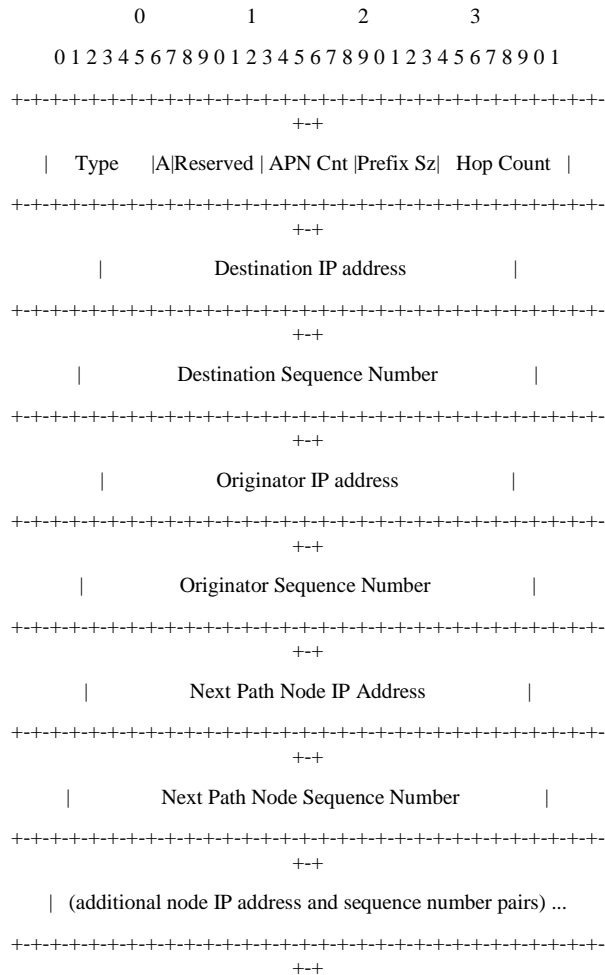 0 1 2 3
0 1 2 3 4 5 6 7 8 9 0 1 2 3 4 5 6 7 8 9 0 1 2 3 4 5 6 7 8 9 0 1
+-+-+-+-+-+-+-+-+-+-+-+-+-+-+-+-+-+-+-+-+-+-+-+-+-+-+-+-+-+-+-
+-+
| Type |A|Reserved | APN Cnt |Prefix Sz| Hop Count |
+-+-+-+-+-+-+-+-+-+-+-+-+-+-+-+-+-+-+-+-+-+-+-+-+-+-+-+-+-+-+-
+-+
| Destination IP address |
+-+-+-+-+-+-+-+-+-+-+-+-+-+-+-+-+-+-+-+-+-+-+-+-+-+-+-+-+-+-+-
+-+
| Destination Sequence Number |
+-+-+-+-+-+-+-+-+-+-+-+-+-+-+-+-+-+-+-+-+-+-+-+-+-+-+-+-+-+-+-
+-+
| Originator IP address |
+-+-+-+-+-+-+-+-+-+-+-+-+-+-+-+-+-+-+-+-+-+-+-+-+-+-+-+-+-+-+-
+-+
| Originator Sequence Number |
+-+-+-+-+-+-+-+-+-+-+-+-+-+-+-+-+-+-+-+-+-+-+-+-+-+-+-+-+-+-+-
+-+
| Next Path Node IP Address |
+-+-+-+-+-+-+-+-+-+-+-+-+-+-+-+-+-+-+-+-+-+-+-+-+-+-+-+-+-+-+-
+-+
| Next Path Node Sequence Number |
+-+-+-+-+-+-+-+-+-+-+-+-+-+-+-+-+-+-+-+-+-+-+-+-+-+-+-+-+-+-+-
+-+
| (additional node IP address and sequence number pairs) ...
+-+-+-+-+-+-+-+-+-+-+-+-+-+-+-+-+-+-+-+-+-+-+-+-+-+-+-+-+-+-+-
+-+